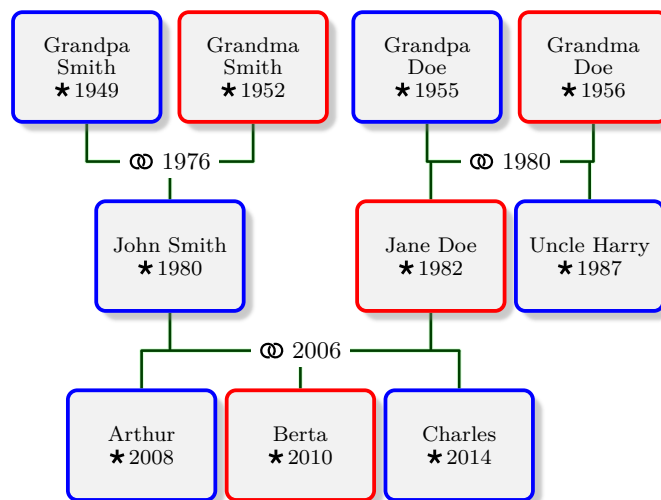 Grandpa
Smith
★ 1949
Grandma
Smith
★ 1952
Grandpa
Doe
★ 1955
Grandma
Doe
★ 1956
⚭ 1976
⚭ 1980
John Smith
★ 1980
Jane Doe
★ 1982
Uncle Harry
★ 1987
⚭ 2006
Arthur
★ 2008
Berta
★ 2010
Charles
★ 2014